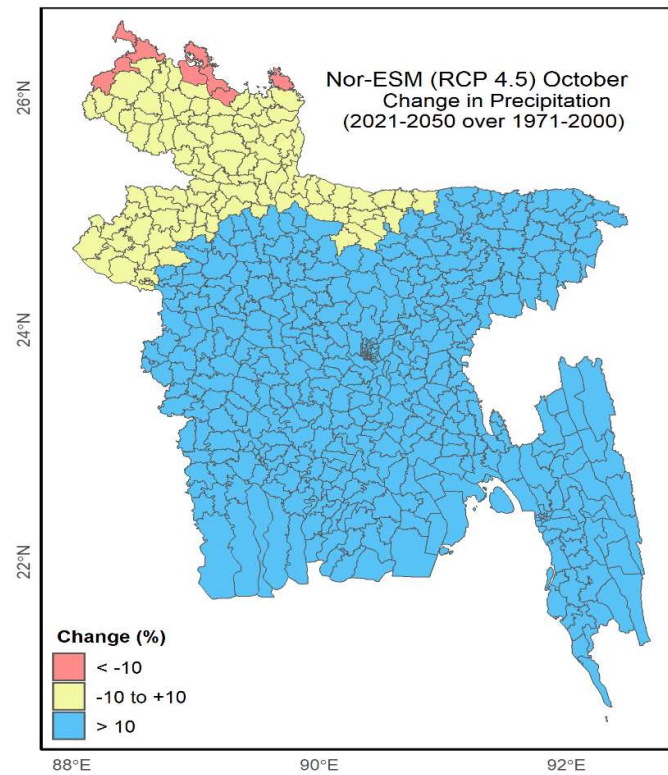 Nor-ESM (RCP 4.5) October
Change in Precipitation
(2021-2050 over 1971-2000)
26°N
24°N
22°N
Change (%)
< -10
-10 to +10
> 10
88°E
90°E
92°E